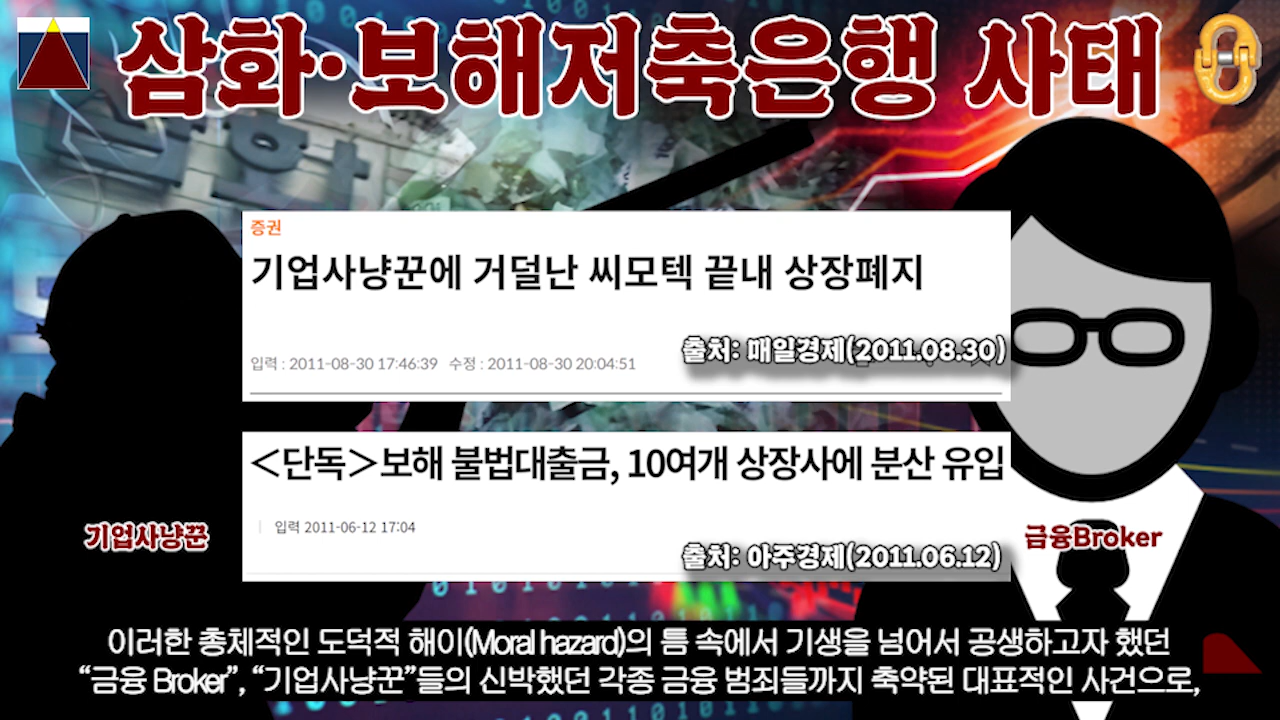 삼화·보해저축은행 사태
증권
기업사냥꾼에 거덜난 씨모텍 끝내 상장폐지
입력 : 2011-08-30 17:46:39 수정 : 2011-08-30 20:04:51
출처: 매일경제(2011.08.30)
<단독>보해 불법대출금, 10여개 상장사에 분산 유입
입력 2011-06-12 17:04
출처: 아주경제(2011.06.12)
기업사냥꾼
금융Broker
이러한 총체적인 도덕적 해이(Moral hazard)의 틈 속에서 기생을 넘어서 공생하고자 했던
“금융 Broker”, “기업사냥꾼”들의 신박했던 각종 금융 범죄들까지 축약된 대표적인 사건으로,